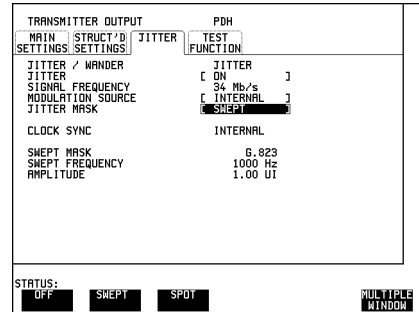 TRANSMITTER OUTPUT PDH
MAIN SETTINGS STRUCT'D SETTINGS JITTER TEST FUNCTION
JITTER / WANDER JITTER
JITTER [ ON ]
SIGNAL FREQUENCY 34 Mb/s
MODULATION SOURCE [ INTERNAL ]
JITTER MASK [ SWEPT ]
CLOCK SYNC INTERNAL
SWEPT MASK G.823
SWEPT FREQUENCY 1000 Hz
AMPLITUDE 1.00 UI
STATUS:
OFF SWEPT SPOT MULTIPLE WINDOW